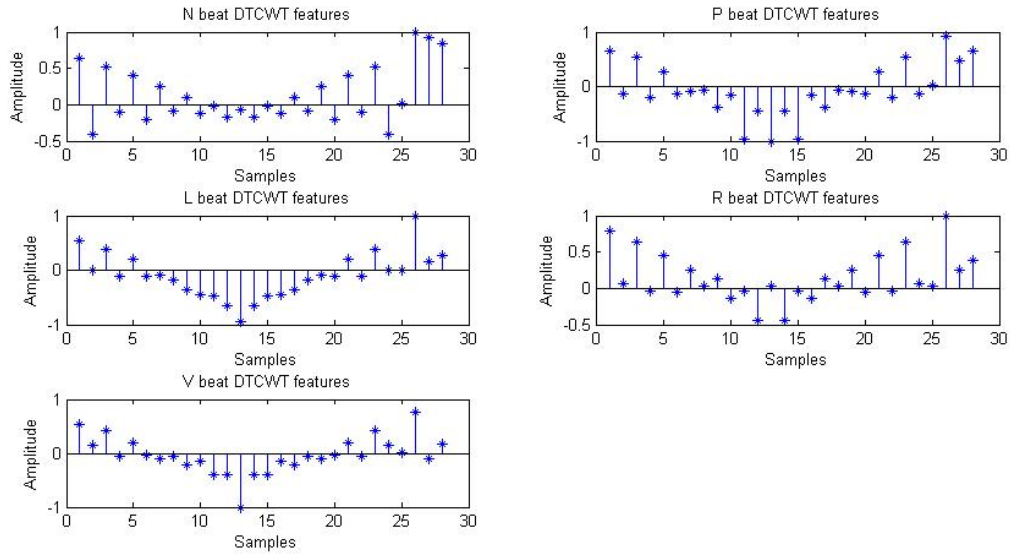 N beat DTCWT features
1
0.5
0
-0.5
Amplitude
0 5 10 15 20 25 30
Samples
P beat DTCWT features
1
0
-1
Amplitude
0 5 10 15 20 25 30
Samples
L beat DTCWT features
1
0
-1
Amplitude
0 5 10 15 20 25 30
Samples
R beat DTCWT features
1
0.5
0
-0.5
Amplitude
0 5 10 15 20 25 30
Samples
V beat DTCWT features
1
0
-1
Amplitude
0 5 10 15 20 25 30
Samples